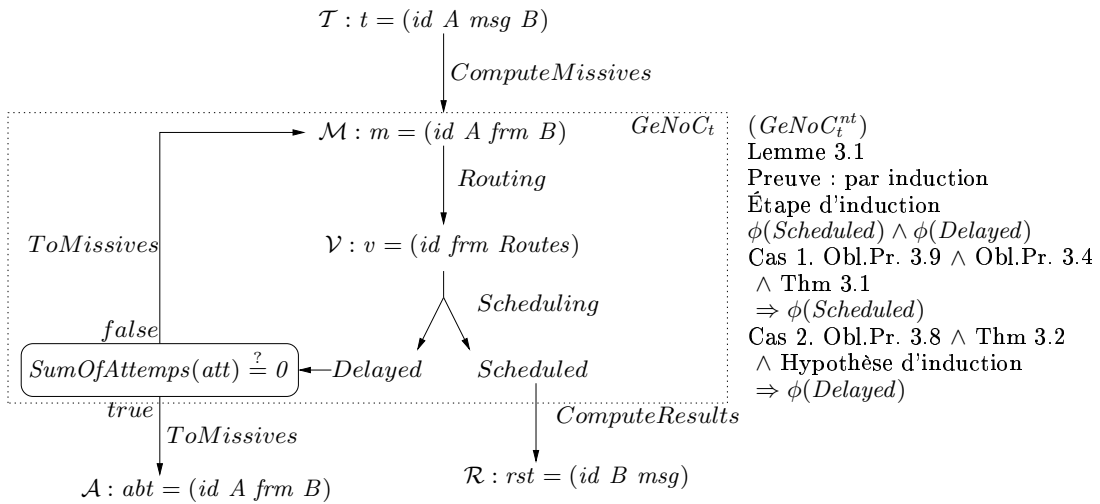 𝒯 : t = (id A msg B)
ComputeMissives
ℳ : m = (id A frm B)
GeNoC_t
Routing
ToMissives
𝒱 : v = (id frm Routes)
Scheduling
false
SumOfAttemps(att) ≟ 0
Delayed
Scheduled
true
ToMissives
ComputeResults
𝒜 : abt = (id A frm B)
ℛ : rst = (id B msg)
(GeNoC_t^{nt})
Lemme 3.1
Preuve : par induction
Étape d'induction
ϕ(Scheduled) ∧ ϕ(Delayed)
Cas 1. Obl.Pr. 3.9 ∧ Obl.Pr. 3.4
∧ Thm 3.1
⇒ ϕ(Scheduled)
Cas 2. Obl.Pr. 3.8 ∧ Thm 3.2
∧ Hypothèse d'induction
⇒ ϕ(Delayed)